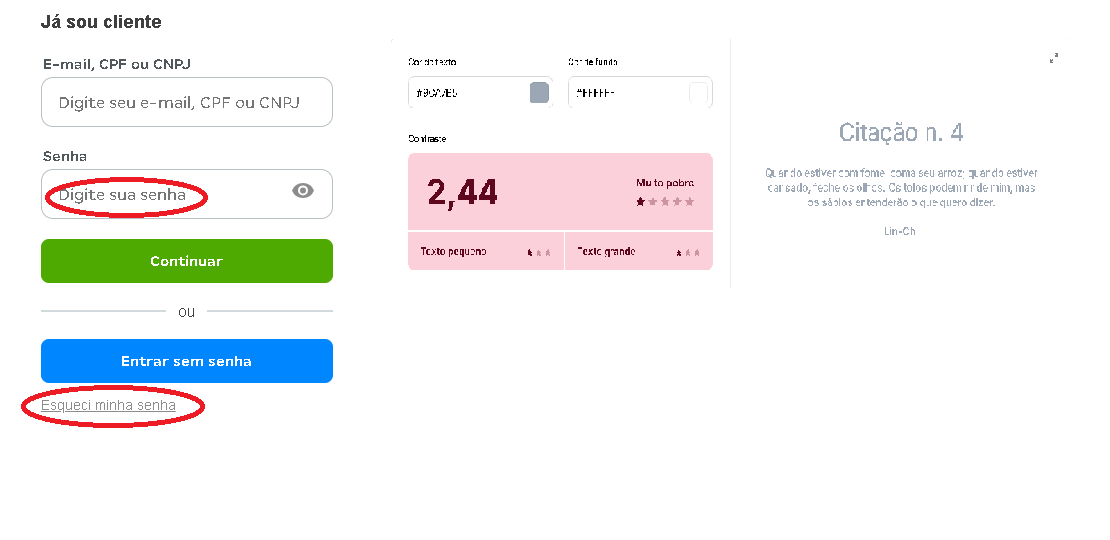 Já sou cliente
E-mail, CPF ou CNPJ
Digite seu e-mail, CPF ou CNPJ
Senha
Digite sua senha
Continuar
ou
Entrar sem senha
Esqueci minha senha
Cor do texto
Cor de fundo
#FFFFFF
Contraste
2,44
Muito pobre
Texto pequeno
Texto grande
Citação n. 4
Quando estiver com fome, coma seu arroz; quando estiver
cansado, feche os olhos. Os tolos podem rir de mim, mas
os sábios entenderão o que quero dizer.
Lin-Ch